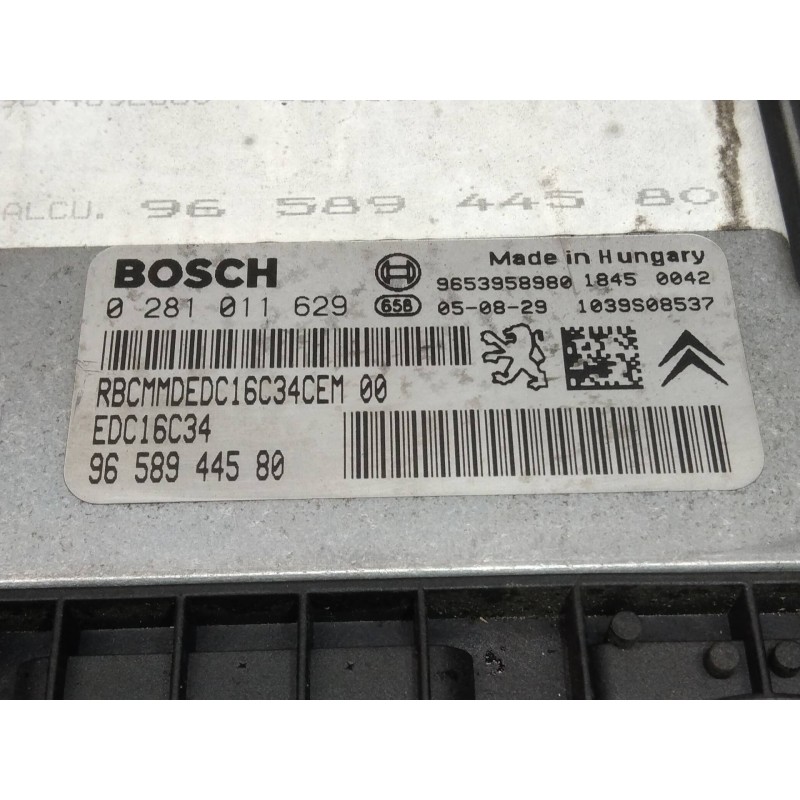 ALCU. 96 589 445 80
BOSCH
Made in Hungary
9653958980 1845 0042
0 281 011 629 65B 05-08-29 1039S08537
RBCMMDEDC16C34CEM 00
EDC16C34
96 589 445 80